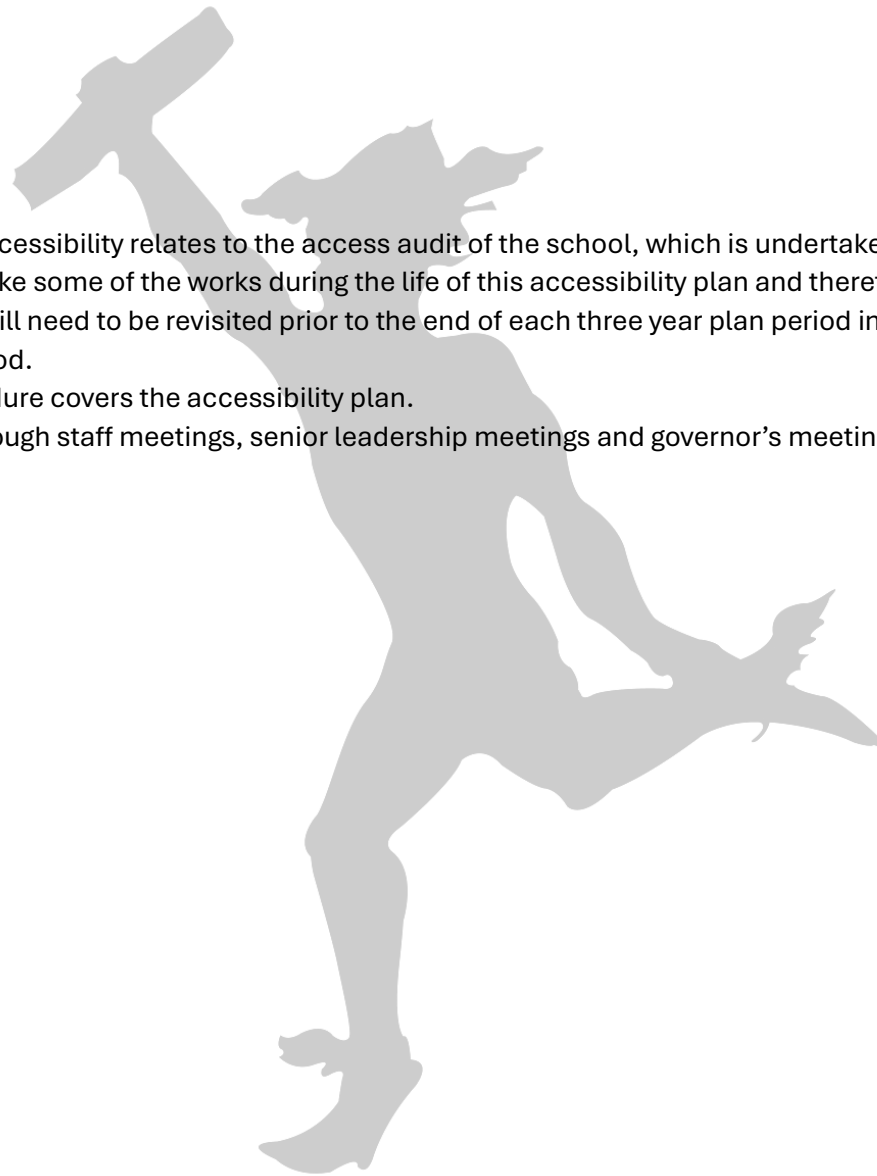 cessibility relates to the access audit of the school, which is undertake
ke some of the works during the life of this accessibility plan and theref
ill need to be revisited prior to the end of each three year plan period in
od.
dure covers the accessibility plan.
ough staff meetings, senior leadership meetings and governor’s meetin